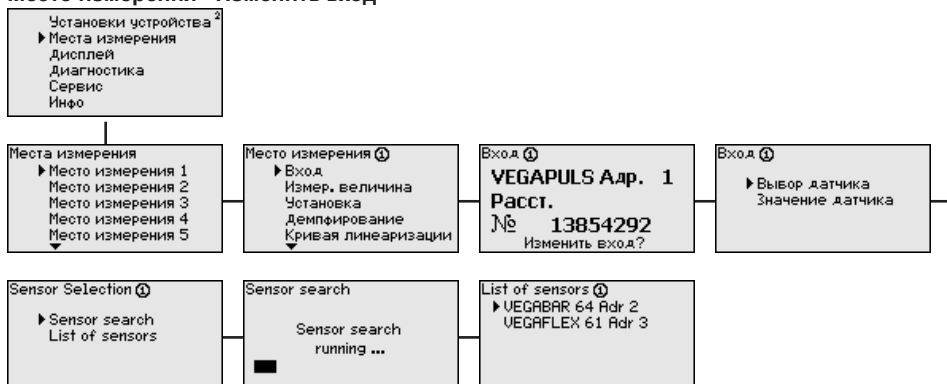 Место измерения - Изменить вход
Установки устройства 2
Места измерения
Дисплей
Диагностика
Сервис
Инфо
Места измерения
Место измерения 1
Место измерения 2
Место измерения 3
Место измерения 4
Место измерения 5
Место измерения ①
Вход
Измер. величина
Установка
Демпфирование
Кривая линеаризации
Вход ①
VEGAPULS Адр. 1
Расст.
№ 13854292
Изменить вход?
Вход ①
Выбор датчика
Значение датчика
Sensor Selection ①
Sensor search
List of sensors
Sensor search
Sensor search
running ...
List of sensors ①
VEGABAR 64 Adr 2
VEGAFLEX 61 Adr 3